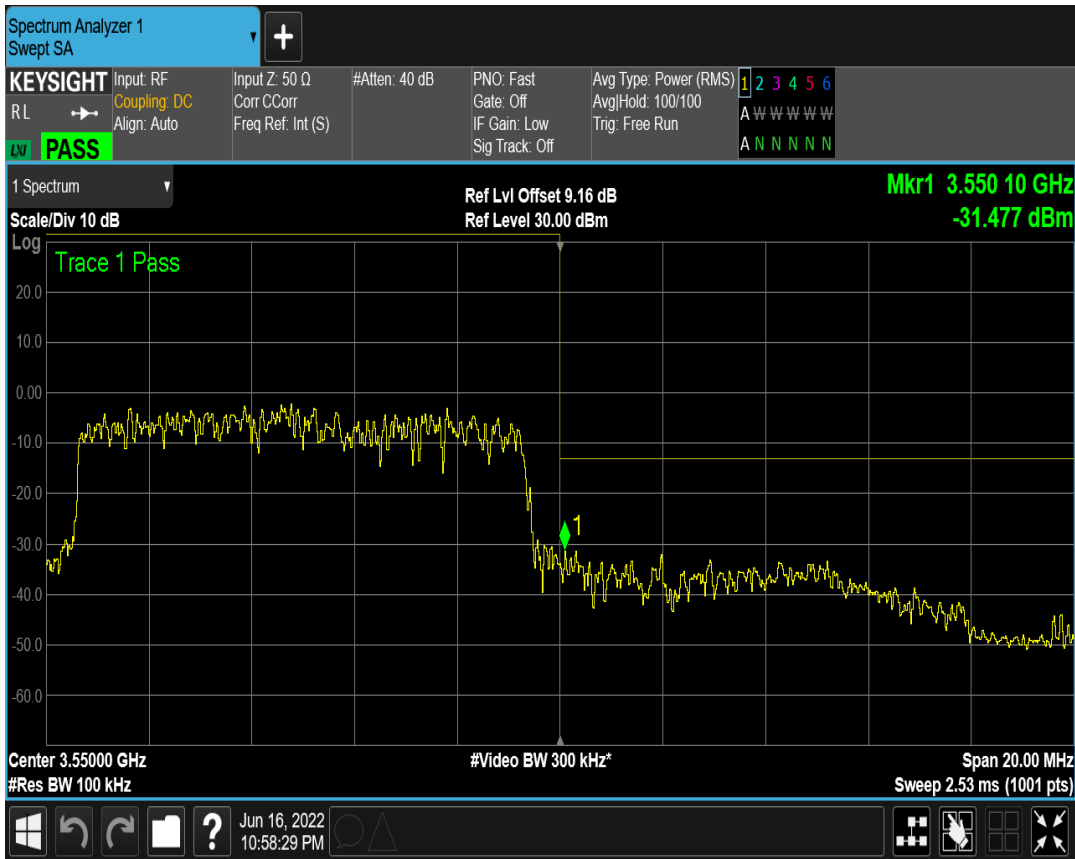 Spectrum Analyzer 1
Swept SA
+
KEYSIGHT
RL
LXI
PASS
Input: RF
Coupling: DC
Align: Auto
Input Z: 50 Ω
Corr CCorr
Freq Ref: Int (S)
#Atten: 40 dB
PNO: Fast
Gate: Off
IF Gain: Low
Sig Track: Off
Avg Type: Power (RMS)
Avg|Hold: 100/100
Trig: Free Run
1 2 3 4 5 6
A W W W W W
A N N N N N
1 Spectrum
Scale/Div 10 dB
Ref Lvl Offset 9.16 dB
Ref Level 30.00 dBm
Mkr1 3.550 10 GHz
-31.477 dBm
Log
Trace 1 Pass
20.0
10.0
0.00
-10.0
-20.0
-30.0
-40.0
-50.0
-60.0
1
Center 3.55000 GHz
#Res BW 100 kHz
#Video BW 300 kHz*
Span 20.00 MHz
Sweep 2.53 ms (1001 pts)
?
Jun 16, 2022
10:58:29 PM